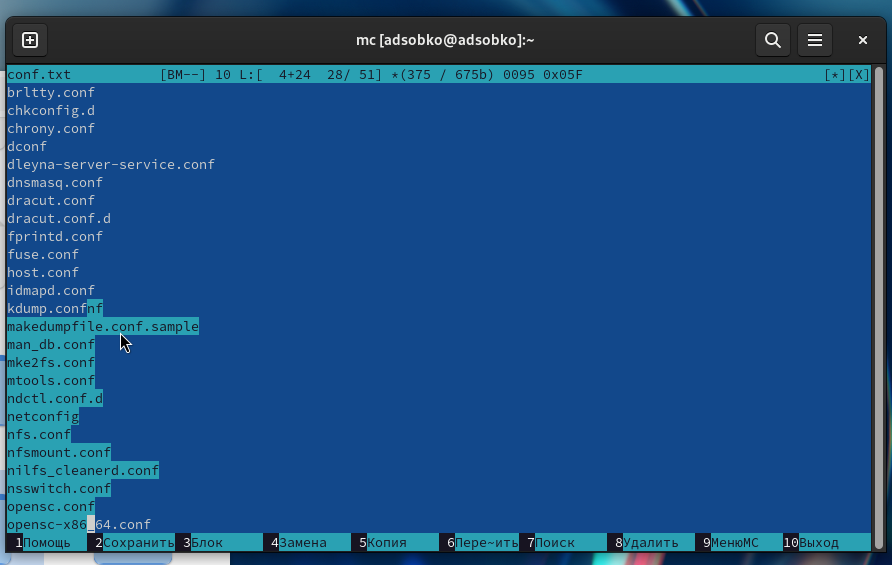 mc [adsobko@adsobko]:~
conf.txt [BM--] 10 L:[ 4+24 28/ 51] *(375 / 675b) 0095 0x05F [*][X]
brltty.conf
chkconfig.d
chrony.conf
dconf
dleyna-server-service.conf
dnsmasq.conf
dracut.conf
dracut.conf.d
fprintd.conf
fuse.conf
host.conf
idmapd.conf
kdump.confnf
makedumpfile.conf.sample
man_db.conf
mke2fs.conf
mtools.conf
ndctl.conf.d
netconfig
nfs.conf
nfsmount.conf
nilfs_cleanerd.conf
nsswitch.conf
opensc.conf
opensc-x86_64.conf
1Помощь 2Сохранить 3Блок 4Замена 5Копия 6Пере~ить 7Поиск 8Удалить 9МенюMC 10Выход